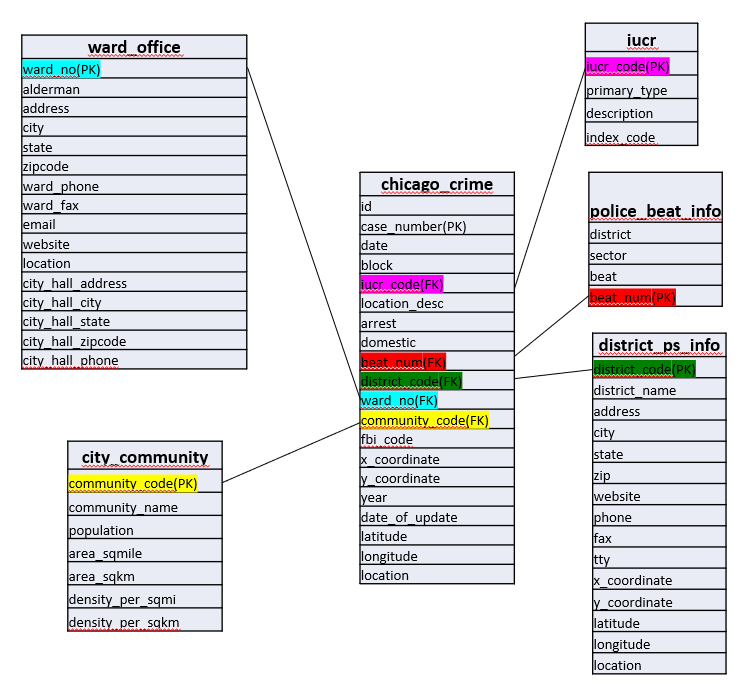 ward_office
ward_no(PK)
alderman
address
city
state
zipcode
ward_phone
ward_fax
email
website
location
city_hall_address
city_hall_city
city_hall_state
city_hall_zipcode
city_hall_phone
city_community
community_code(PK)
community_name
population
area_sqmile
area_sqkm
density_per_sqmi
density_per_sqkm
chicago_crime
id
case_number(PK)
date
block
iucr_code(FK)
location_desc
arrest
domestic
beat_num(FK)
district_code(FK)
ward_no(FK)
community_code(FK)
fbi_code
x_coordinate
y_coordinate
year
date_of_update
latitude
longitude
location
iucr
iucr_code(PK)
primary_type
description
index_code
police_beat_info
district
sector
beat
beat_num(PK)
district_ps_info
district_code(PK)
district_name
address
city
state
zip
website
phone
fax
tty
x_coordinate
y_coordinate
latitude
longitude
location